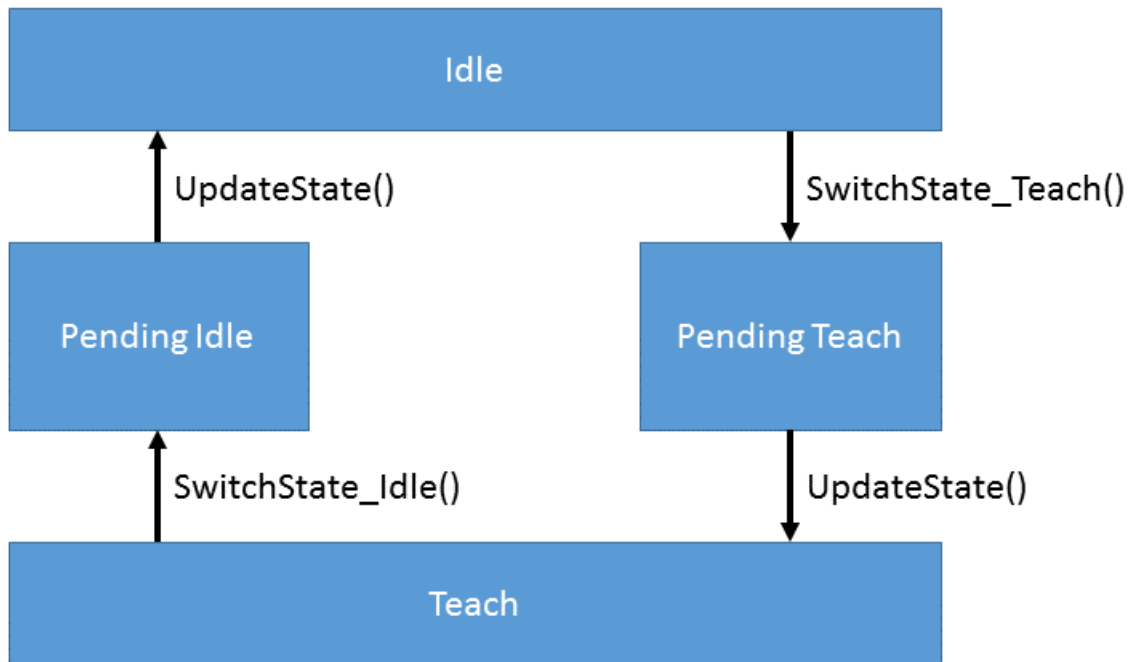 Idle
UpdateState()
SwitchState_Teach()
Pending Idle
Pending Teach
SwitchState_Idle()
UpdateState()
Teach